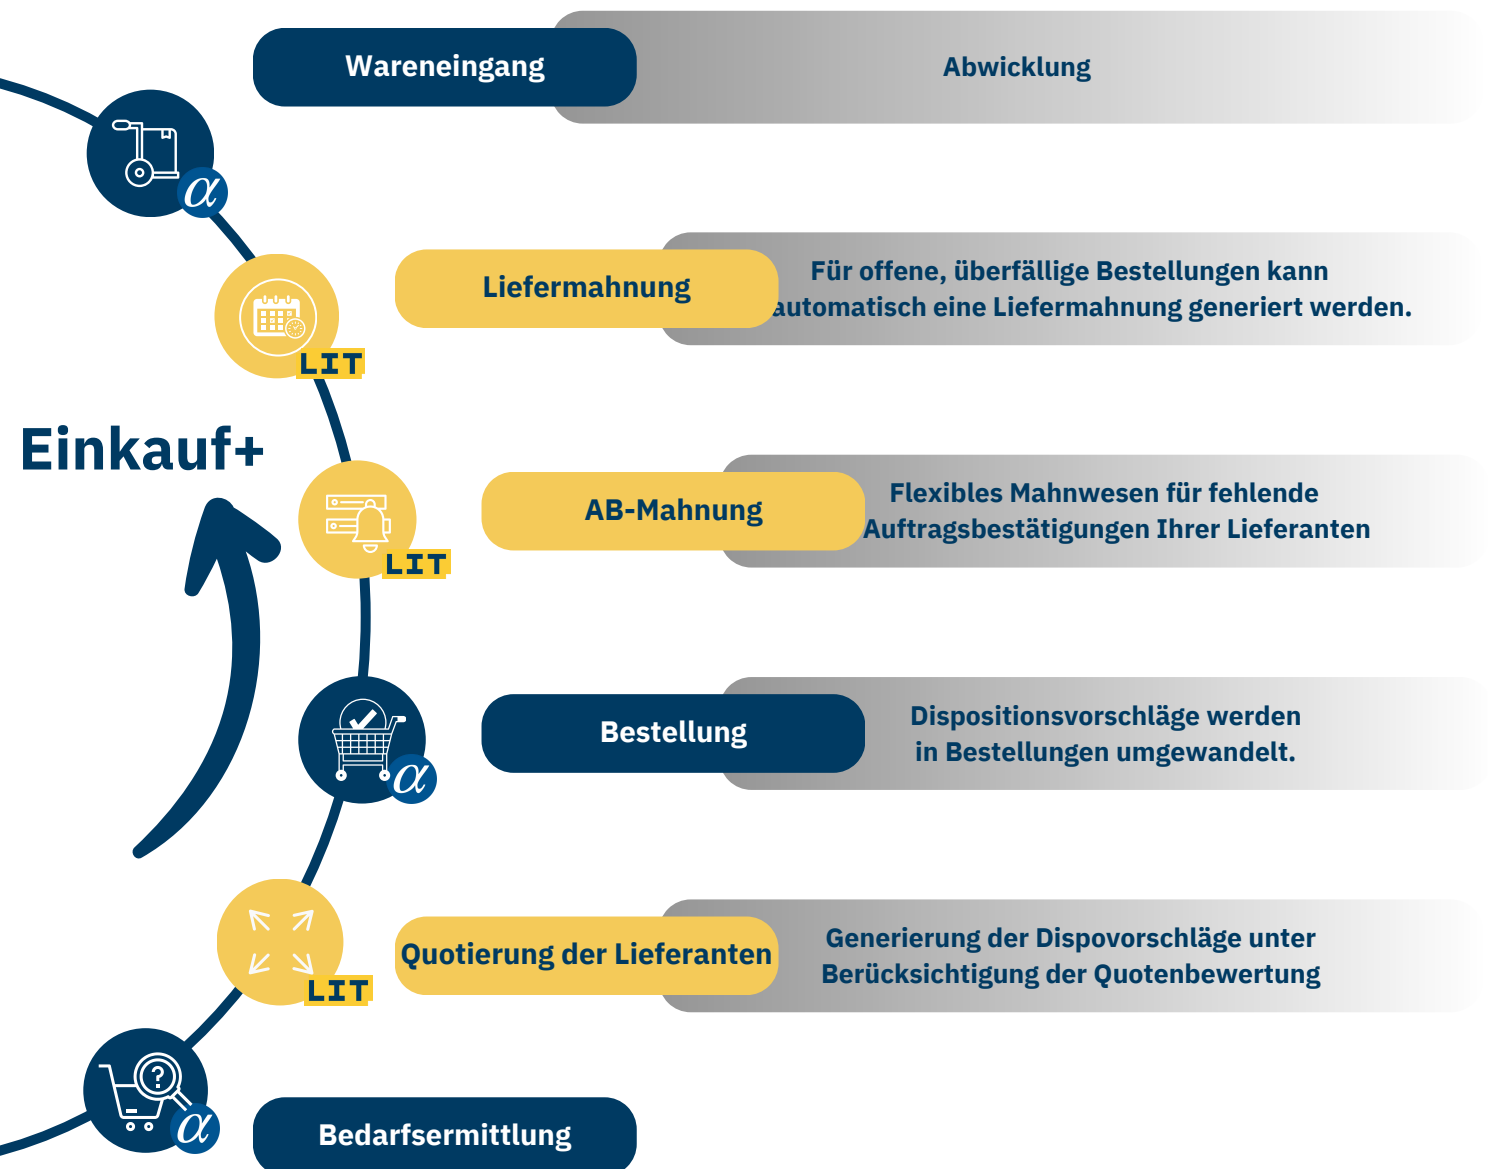 Wareneingang
Abwicklung
α
Liefermahnung
Für offene, überfällige Bestellungen kann
automatisch eine Liefermahnung generiert werden.
LIT
Einkauf+
AB-Mahnung
Flexibles Mahnwesen für fehlende
Auftragsbestätigungen Ihrer Lieferanten
LIT
Bestellung
Dispositionsvorschläge werden
in Bestellungen umgewandelt.
α
Quotierung der Lieferanten
Generierung der Dispovorschläge unter
Berücksichtigung der Quotenbewertung
LIT
?
α
Bedarfsermittlung